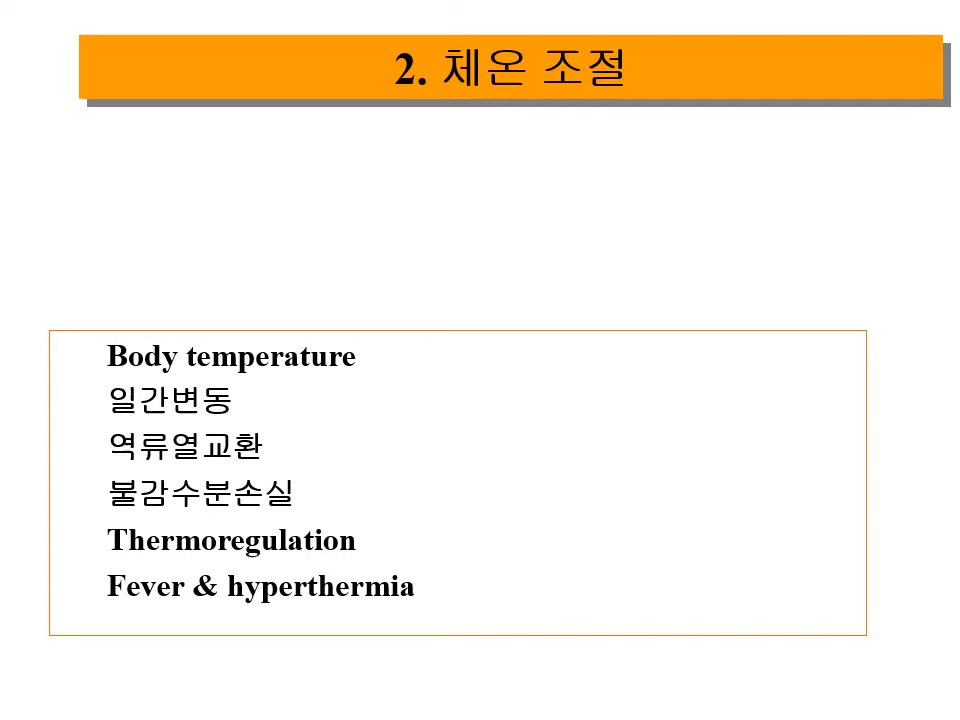 2. 체온 조절
Body temperature
일간변동
역류열교환
불감수분손실
Thermoregulation
Fever & hyperthermia